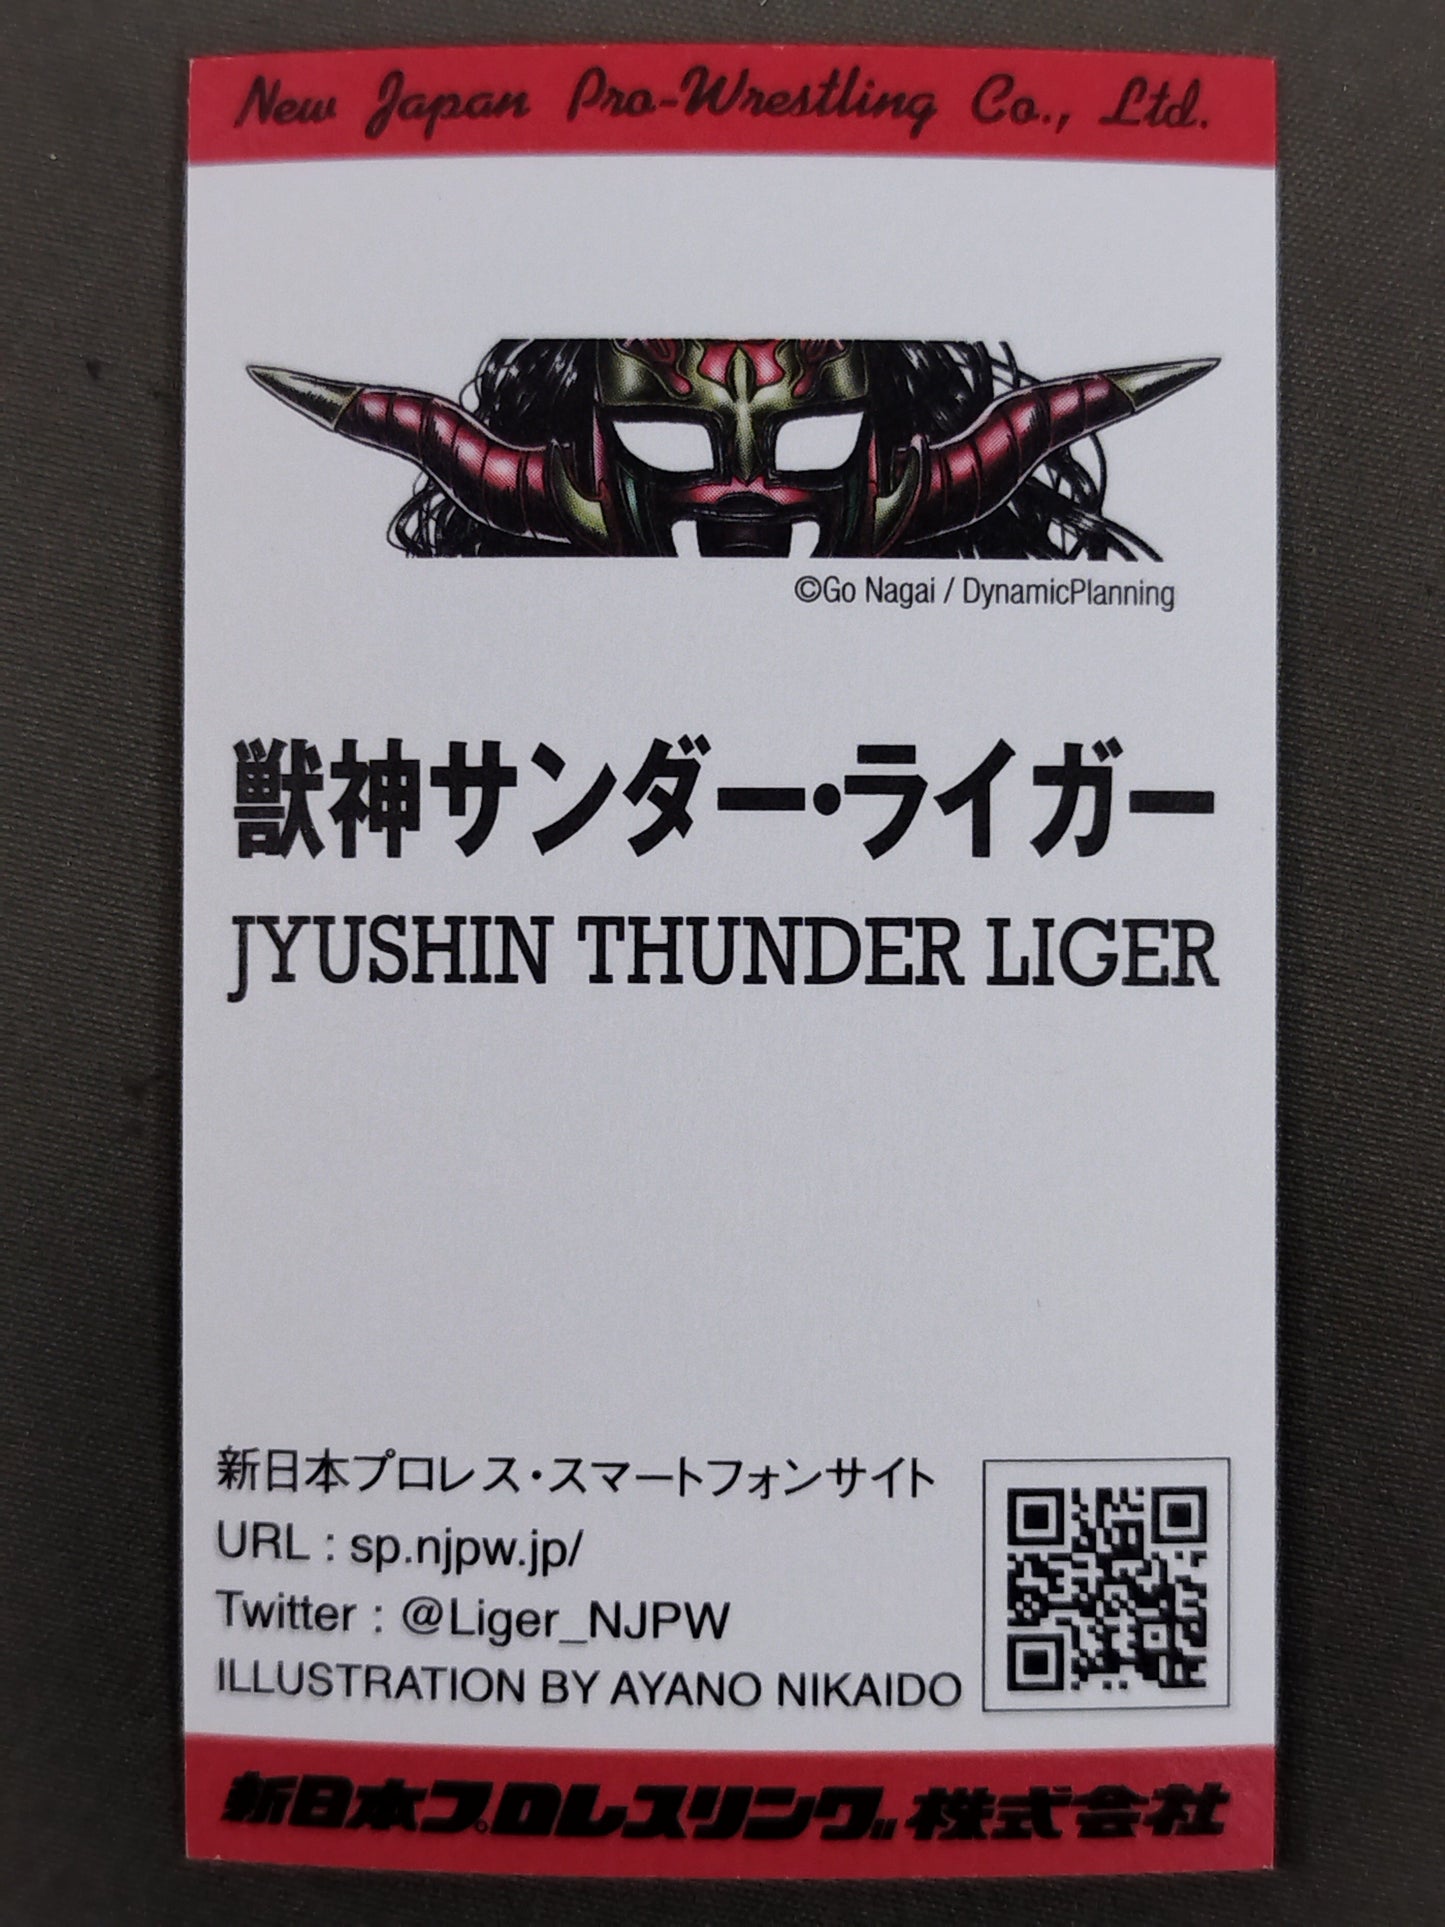 New Japan Pro-Wrestling Co., Ltd.
©Go Nagai / DynamicPlanning
獣神サンダー・ライガー
JYUSHIN THUNDER LIGER
新日本プロレス・スマートフォンサイト
URL : sp.njpw.jp/
Twitter : @Liger_NJPW
ILLUSTRATION BY AYANO NIKAIDO
新日本プロレスリング株式会社